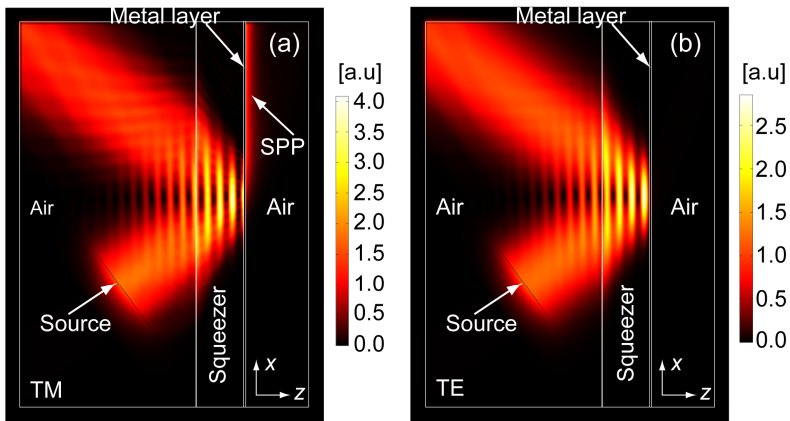 Metal layer
(a)
[a.u]
4.0
3.5
3.0
2.5
2.0
1.5
1.0
0.5
0.0
SPP
Air
Air
Source
Squeezer
x
z
TM
Metal layer
(b)
[a.u]
2.5
2.0
1.5
1.0
0.5
0.0
Air
Air
Source
Squeezer
x
z
TE